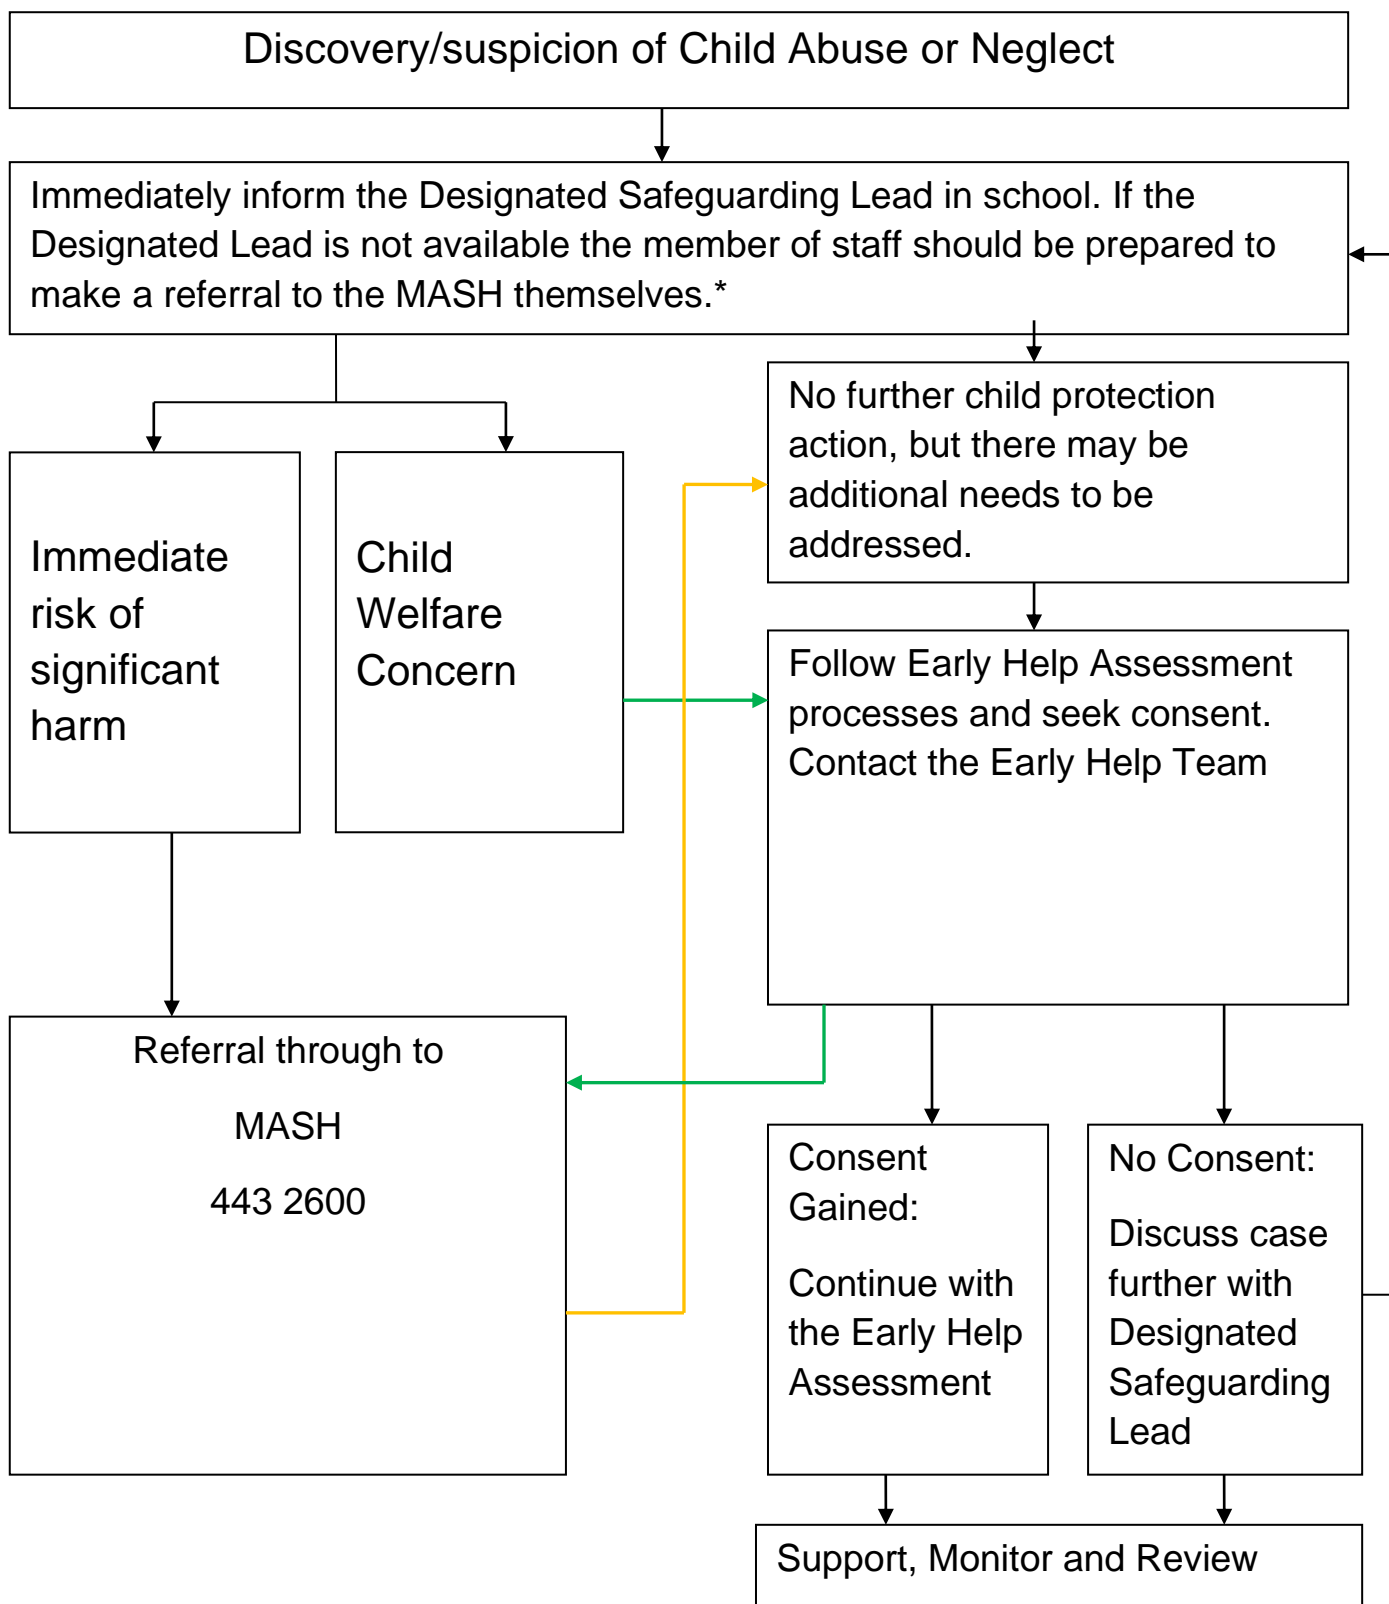 Discovery/suspicion of Child Abuse or Neglect
Immediately inform the Designated Safeguarding Lead in school. If the
Designated Lead is not available the member of staff should be prepared to
make a referral to the MASH themselves.*
No further child protection
action, but there may be
additional needs to be
addressed.
Immediate
risk of
significant
harm
Child
Welfare
Concern
Follow Early Help Assessment
processes and seek consent.
Contact the Early Help Team
Referral through to
MASH
443 2600
Consent
Gained:
Continue with
the Early Help
Assessment
No Consent:
Discuss case
further with
Designated
Safeguarding
Lead
Support, Monitor and Review